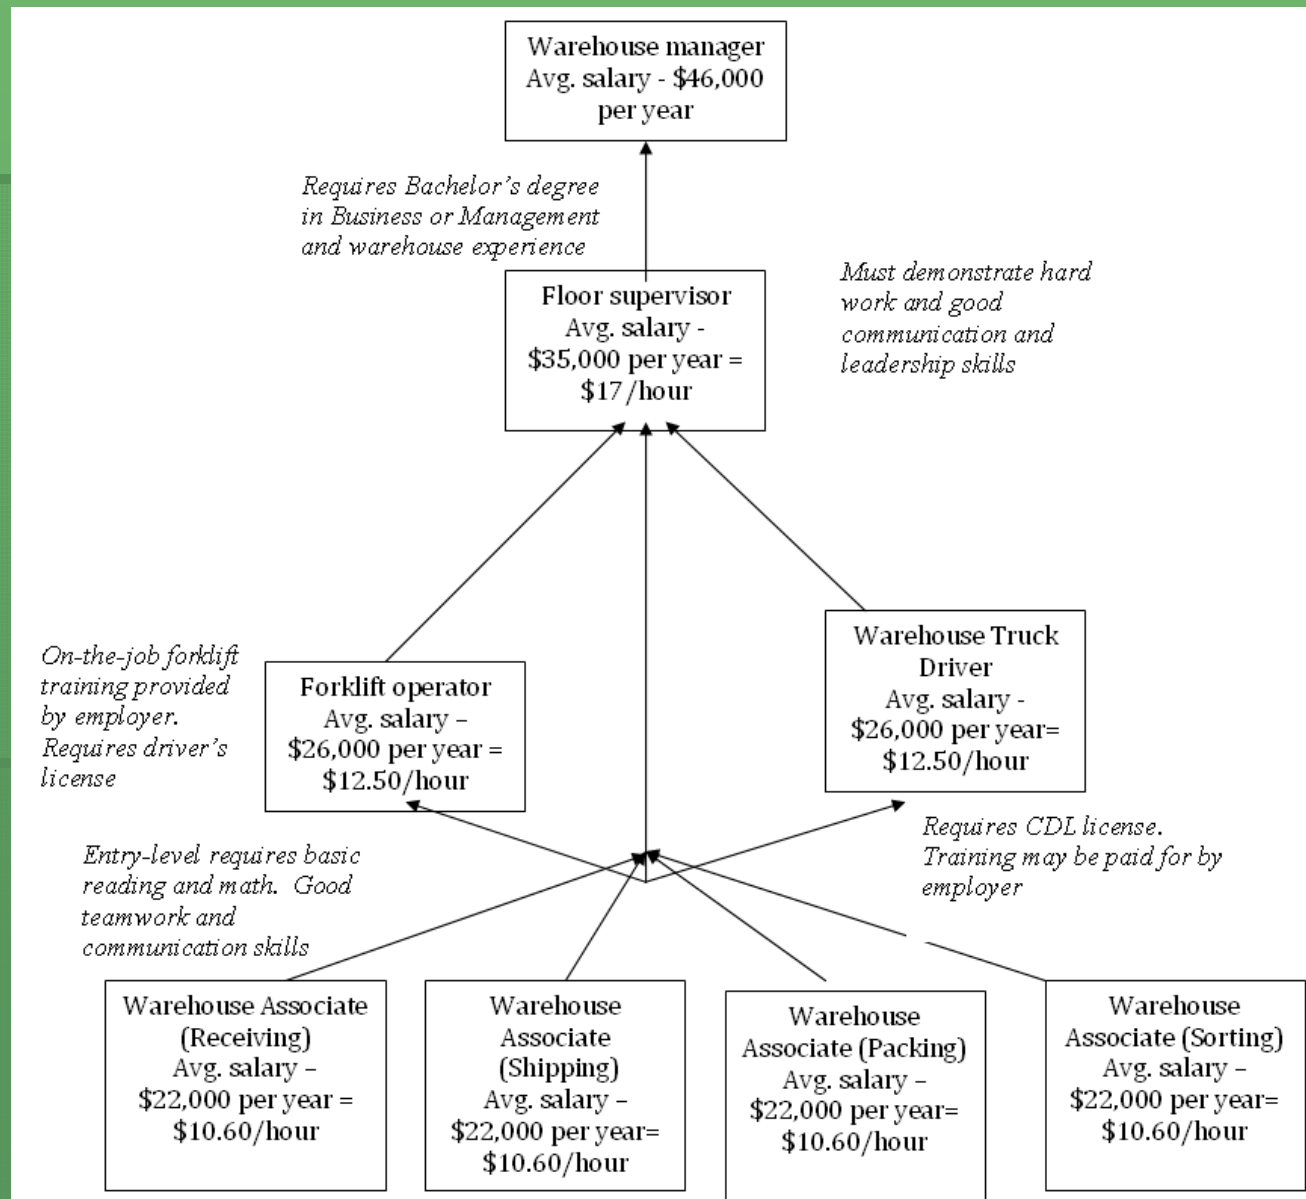 Warehouse manager
Avg. salary - $46,000
per year
Requires Bachelor's degree
in Business or Management
and warehouse experience
Floor supervisor
Avg. salary -
$35,000 per year =
$17/hour
Must demonstrate hard
work and good
communication and
leadership skills
On-the-job forklift
training provided
by employer.
Requires driver's
license
Forklift operator
Avg. salary –
$26,000 per year =
$12.50/hour
Warehouse Truck
Driver
Avg. salary -
$26,000 per year=
$12.50/hour
Entry-level requires basic
reading and math. Good
teamwork and
communication skills
Requires CDL license.
Training may be paid for by
employer
Warehouse Associate
(Receiving)
Avg. salary –
$22,000 per year =
$10.60/hour
Warehouse
Associate
(Shipping)
Avg. salary –
$22,000 per year=
$10.60/hour
Warehouse
Associate (Packing)
Avg. salary –
$22,000 per year=
$10.60/hour
Warehouse
Associate (Sorting)
Avg. salary –
$22,000 per year=
$10.60/hour